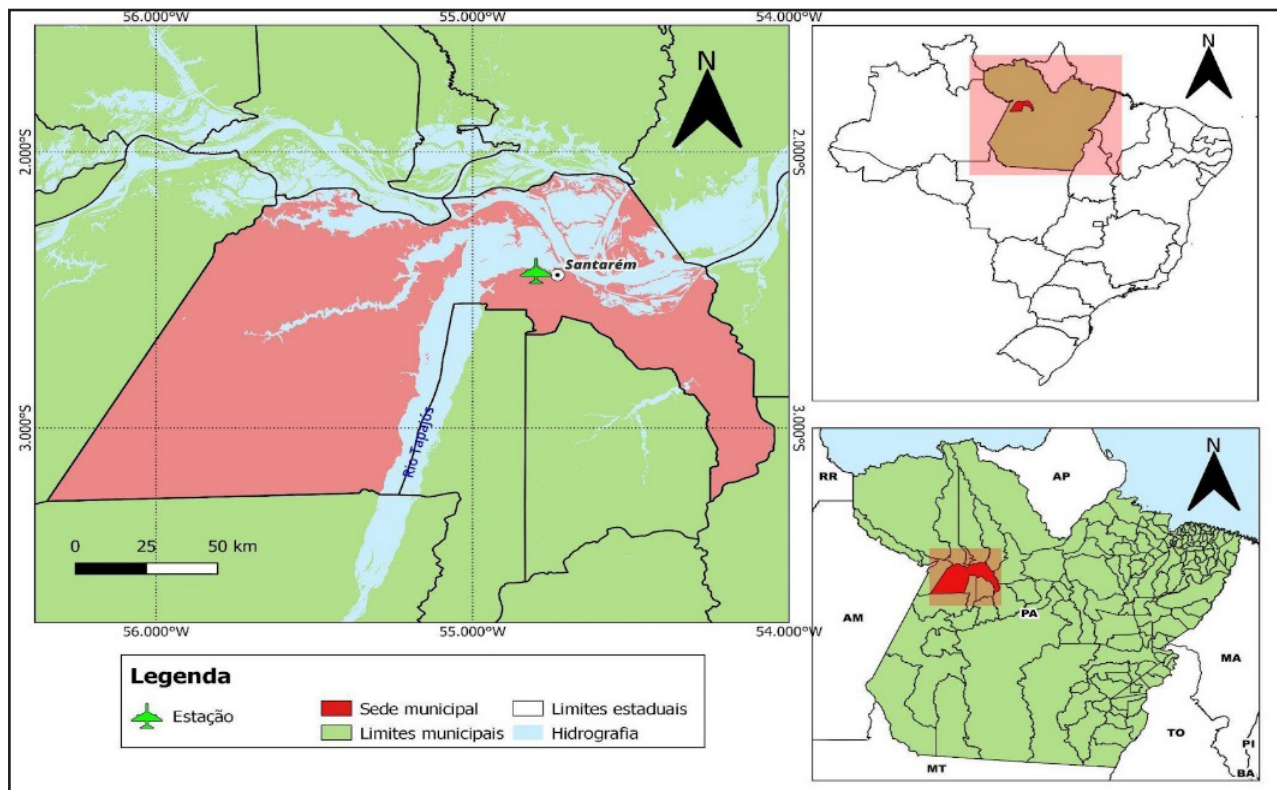 56.000°W 55.000°W 54.000°W
N
2.000°S
2.000°S
Santarém
3.000°S
3.000°S
Rio Tapajós
0 25 50 km
56.000°W 55.000°W 54.000°W
Legenda
Estação
Sede municipal
Limites estaduais
Limites municipais
Hidrografia
N
N
RR
AP
AM
PA
MA
TO
PI
MT
BA